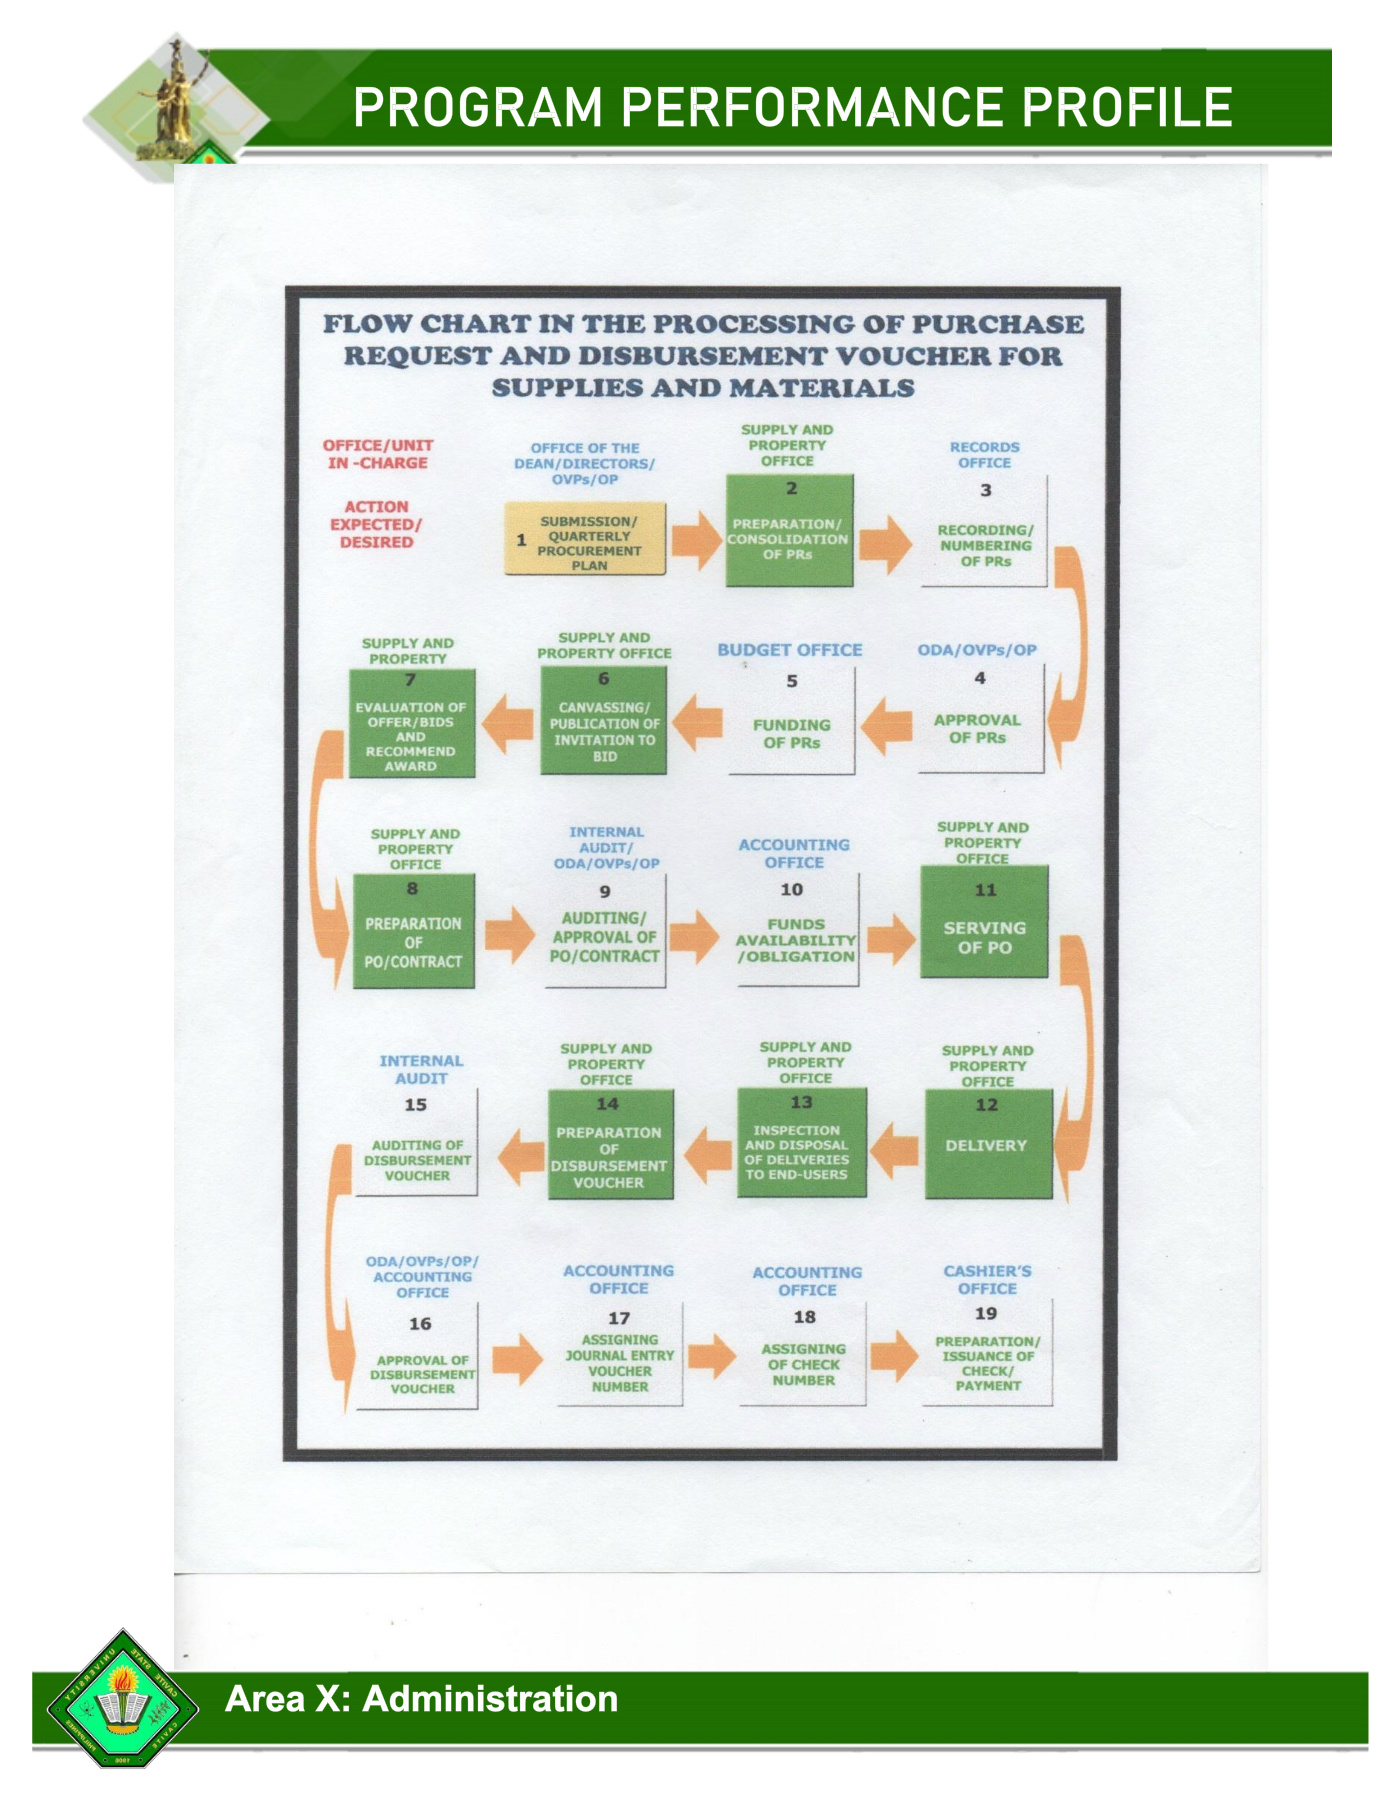 PROGRAM PERFORMANCE PROFILE
FLOW CHART IN THE PROCESSING OF PURCHASE
REQUEST AND DISBURSEMENT VOUCHER FOR
SUPPLIES AND MATERIALS
OFFICE/UNIT
IN -CHARGE
ACTION
EXPECTED/
DESIRED
OFFICE OF THE
DEAN/DIRECTORS/
OVPs/OP
1
SUBMISSION/
QUARTERLY
PROCUREMENT
PLAN
SUPPLY AND
PROPERTY
OFFICE
2
PREPARATION/
CONSOLIDATION
OF PRs
RECORDS
OFFICE
3
RECORDING/
NUMBERING
OF PRs
ODA/OVPs/OP
4
APPROVAL
OF PRs
BUDGET OFFICE
5
FUNDING
OF PRs
SUPPLY AND
PROPERTY OFFICE
6
CANVASSING/
PUBLICATION OF
INVITATION TO
BID
SUPPLY AND
PROPERTY
7
EVALUATION OF
OFFER/BIDS
AND
RECOMMEND
AWARD
SUPPLY AND
PROPERTY
OFFICE
8
PREPARATION
OF
PO/CONTRACT
INTERNAL
AUDIT/
ODA/OVPs/OP
9
AUDITING/
APPROVAL OF
PO/CONTRACT
ACCOUNTING
OFFICE
10
FUNDS
AVAILABILITY
/OBLIGATION
SUPPLY AND
PROPERTY
OFFICE
11
SERVING
OF PO
SUPPLY AND
PROPERTY
OFFICE
12
DELIVERY
SUPPLY AND
PROPERTY
OFFICE
13
INSPECTION
AND DISPOSAL
OF DELIVERIES
TO END-USERS
SUPPLY AND
PROPERTY
OFFICE
14
PREPARATION
OF
DISBURSEMENT
VOUCHER
INTERNAL
AUDIT
15
AUDITING OF
DISBURSEMENT
VOUCHER
ODA/OVPs/OP/
ACCOUNTING
OFFICE
16
APPROVAL OF
DISBURSEMENT
VOUCHER
ACCOUNTING
OFFICE
17
ASSIGNING
JOURNAL ENTRY
VOUCHER
NUMBER
ACCOUNTING
OFFICE
18
ASSIGNING
OF CHECK
NUMBER
CASHIER'S
OFFICE
19
PREPARATION/
ISSUANCE OF
CHECK/
PAYMENT
CAVITE STATE UNIVERSITY
CAVITE
PHILIPPINES
1906
Area X: Administration